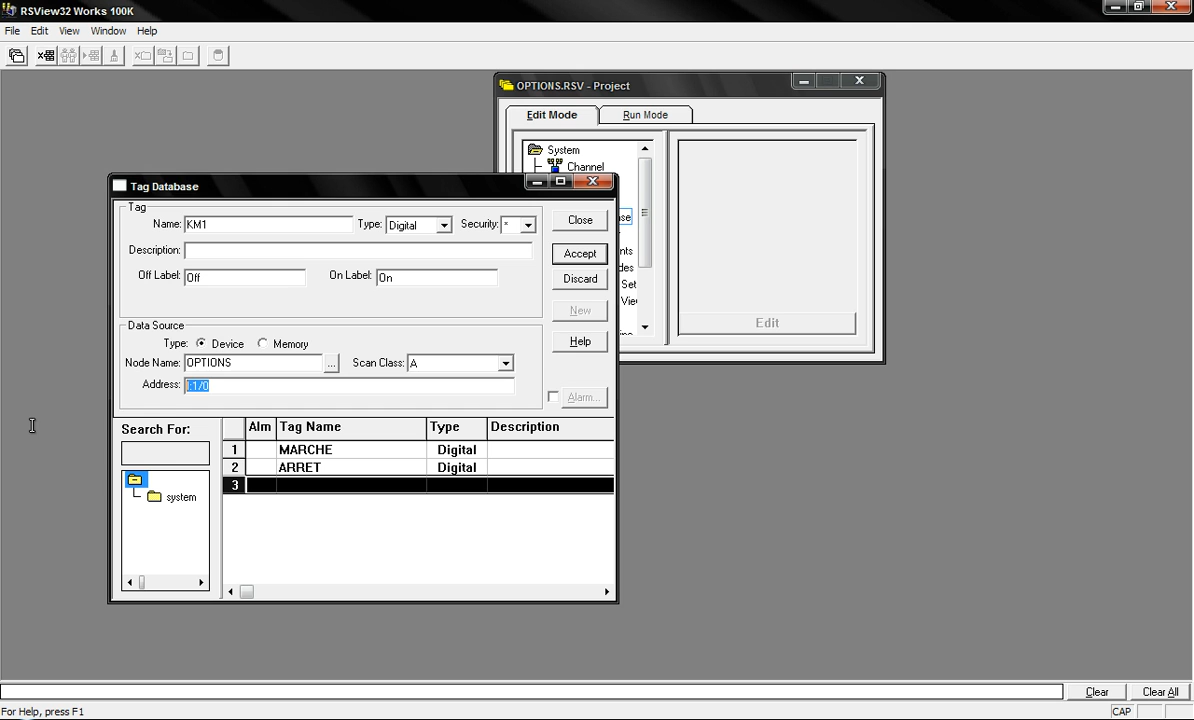 RSView32 Works 100K
File Edit View Window Help
OPTIONS.RSV - Project
Edit Mode Run Mode
System
Channel
Edit
Tag Database
Tag
Name: KM1 Type: Digital Security: *
Description:
Off Label: Off On Label: On
Close
Accept
Discard
New
Help
Alarm...
Data Source
Type: Device Memory
Node Name: OPTIONS ... Scan Class: A
Address:
Search For:
system
Alm Tag Name Type Description
1 MARCHE Digital
2 ARRET Digital
3
Clear Clear All
For Help, press F1
CAP